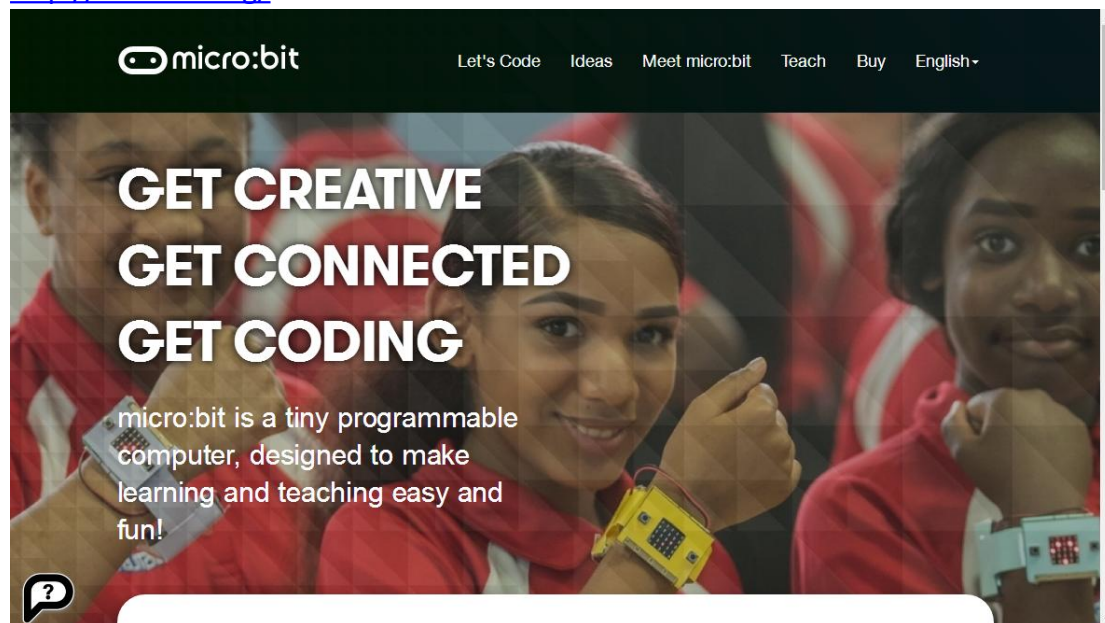 micro:bit
Let's Code Ideas Meet micro:bit Teach Buy English
GET CREATIVE
GET CONNECTED
GET CODING
micro:bit is a tiny programmable
computer, designed to make
learning and teaching easy and
fun!
?